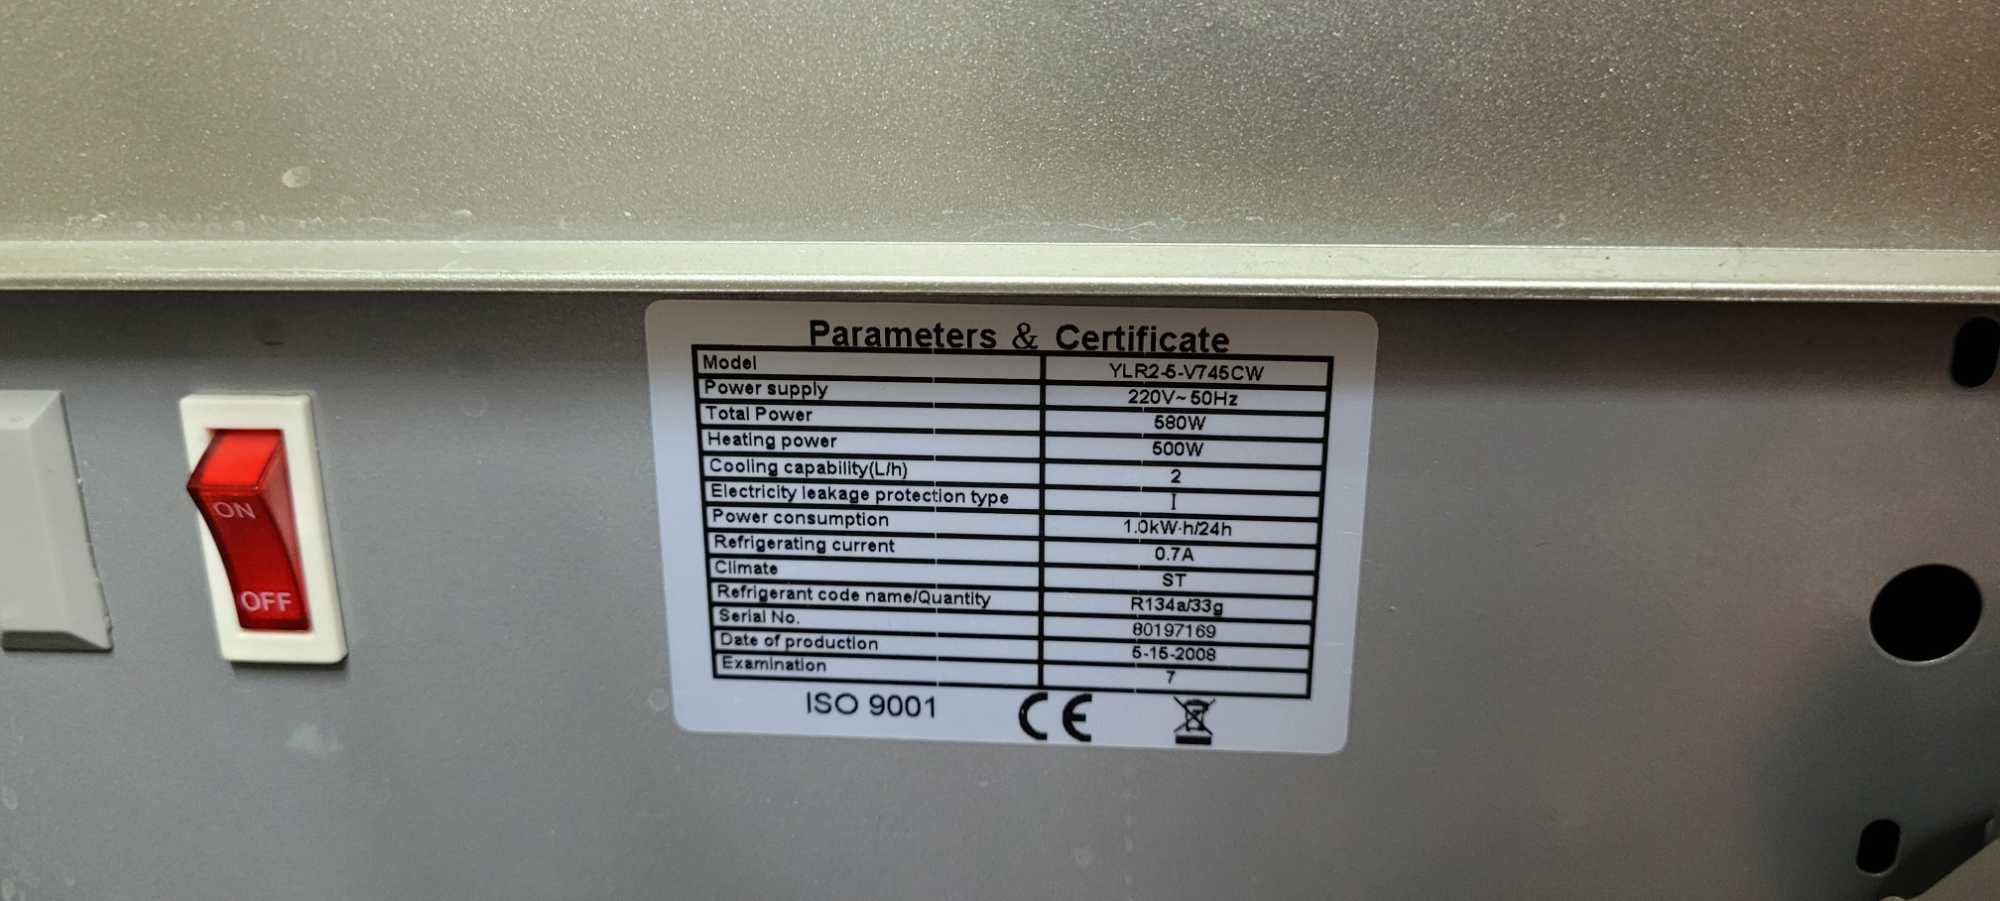 Parameters & Certificate
Model YLR2-5-V745CW
Power supply 220V~50Hz
Total Power 580W
Heating power 500W
Cooling capability(L/h) 2
Electricity leakage protection type I
Power consumption 1.0kW·h/24h
Refrigerating current 0.7A
Climate ST
Refrigerant code name/Quantity R134a/33g
Serial No. 80197169
Date of production 5-15-2008
Examination 7
ISO 9001 CE
ON
OFF